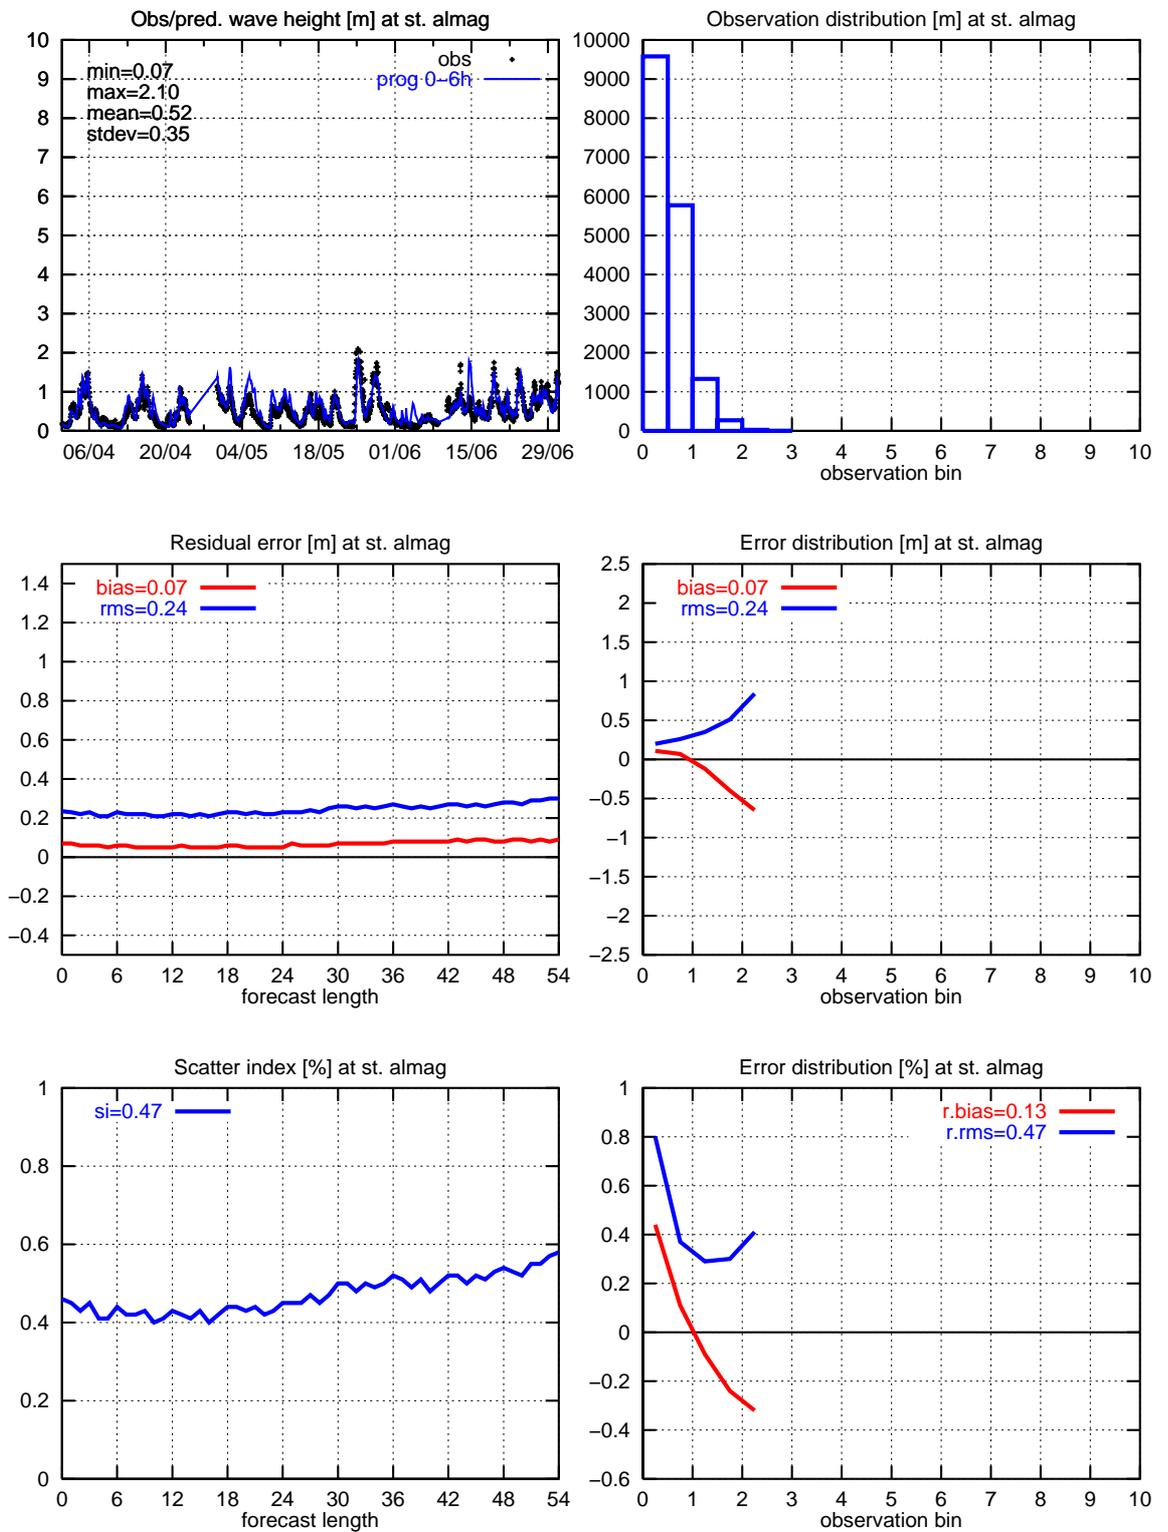 Obs/pred. wave height [m] at st. almag
10
9
8
7
6
5
4
3
2
1
0
min=0.07
max=2.10
mean=0.52
stdev=0.35
obs
prog 0−6h
06/04 20/04 04/05 18/05 01/06 15/06 29/06
Observation distribution [m] at st. almag
10000
9000
8000
7000
6000
5000
4000
3000
2000
1000
0
0 1 2 3 4 5 6 7 8 9 10
observation bin
Residual error [m] at st. almag
1.4
1.2
1
0.8
0.6
0.4
0.2
0
−0.2
−0.4
bias=0.07
rms=0.24
0 6 12 18 24 30 36 42 48 54
forecast length
Error distribution [m] at st. almag
2.5
2
1.5
1
0.5
0
−0.5
−1
−1.5
−2
−2.5
bias=0.07
rms=0.24
0 1 2 3 4 5 6 7 8 9 10
observation bin
Scatter index [%] at st. almag
1
0.8
0.6
0.4
0.2
0
si=0.47
0 6 12 18 24 30 36 42 48 54
forecast length
Error distribution [%] at st. almag
1
0.8
0.6
0.4
0.2
0
−0.2
−0.4
−0.6
r.bias=0.13
r.rms=0.47
0 1 2 3 4 5 6 7 8 9 10
observation bin